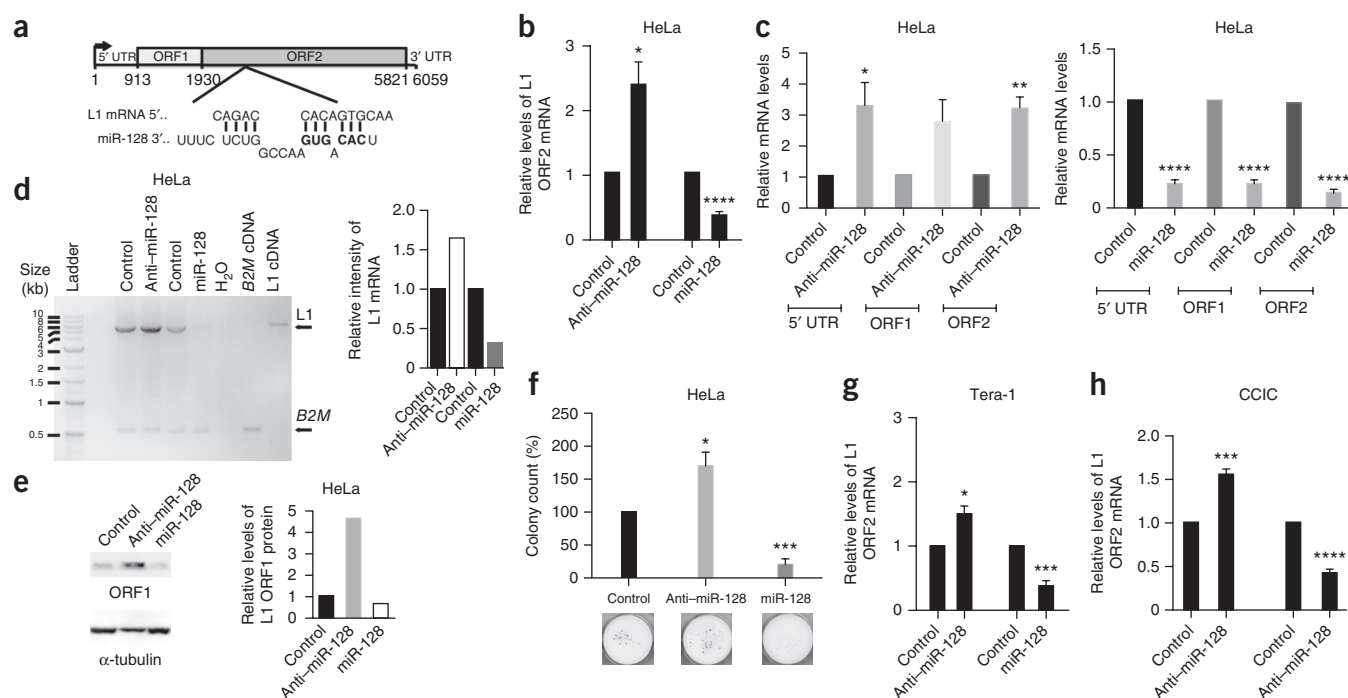 a
5′ UTR ORF1 ORF2 3′ UTR
1 913 1930 5821 6059
L1 mRNA 5′.. CAGAC CACAGTGCAA
miR-128 3′.. UUUC UCUG GUG CACU
GCCAA A
b
HeLa
Relative levels of L1
ORF2 mRNA
3
2
1
0
*
****
Control
Anti–miR-128
Control
miR-128
c
HeLa
Relative mRNA levels
5
4
3
2
1
0
*
**
Control
Anti–miR-128
Control
Anti–miR-128
Control
Anti–miR-128
5′ UTR ORF1 ORF2
HeLa
Relative mRNA levels
1.5
1.0
0.5
0
****
****
****
Control
miR-128
Control
miR-128
Control
miR-128
5′ UTR ORF1 ORF2
d
HeLa
Size
(kb)
Ladder
Control
Anti-miR-128
Control
miR-128
H2O
B2M cDNA
L1 cDNA
10
8
6
5
4
3
2
1.5
1
0.5
L1
B2M
Relative intensity of
L1 mRNA
2.0
1.5
1.0
0.5
0
Control
Anti–miR-128
Control
miR-128
e
Control
Anti–miR-128
miR-128
ORF1
α-tubulin
HeLa
Relative levels of
L1 ORF1 protein
5
4
3
2
1
0
Control
Anti–miR-128
miR-128
f
HeLa
Colony count (%)
250
200
150
100
50
0
*
***
Control Anti–miR-128 miR-128
g
Tera-1
Relative levels of L1
ORF2 mRNA
3
2
1
0
*
***
Control
Anti–miR-128
Control
miR-128
h
CCIC
Relative levels of L1
ORF2 mRNA
2.0
1.5
1.0
0.5
0
***
****
Control
Anti–miR-128
Control
Anti–miR-128